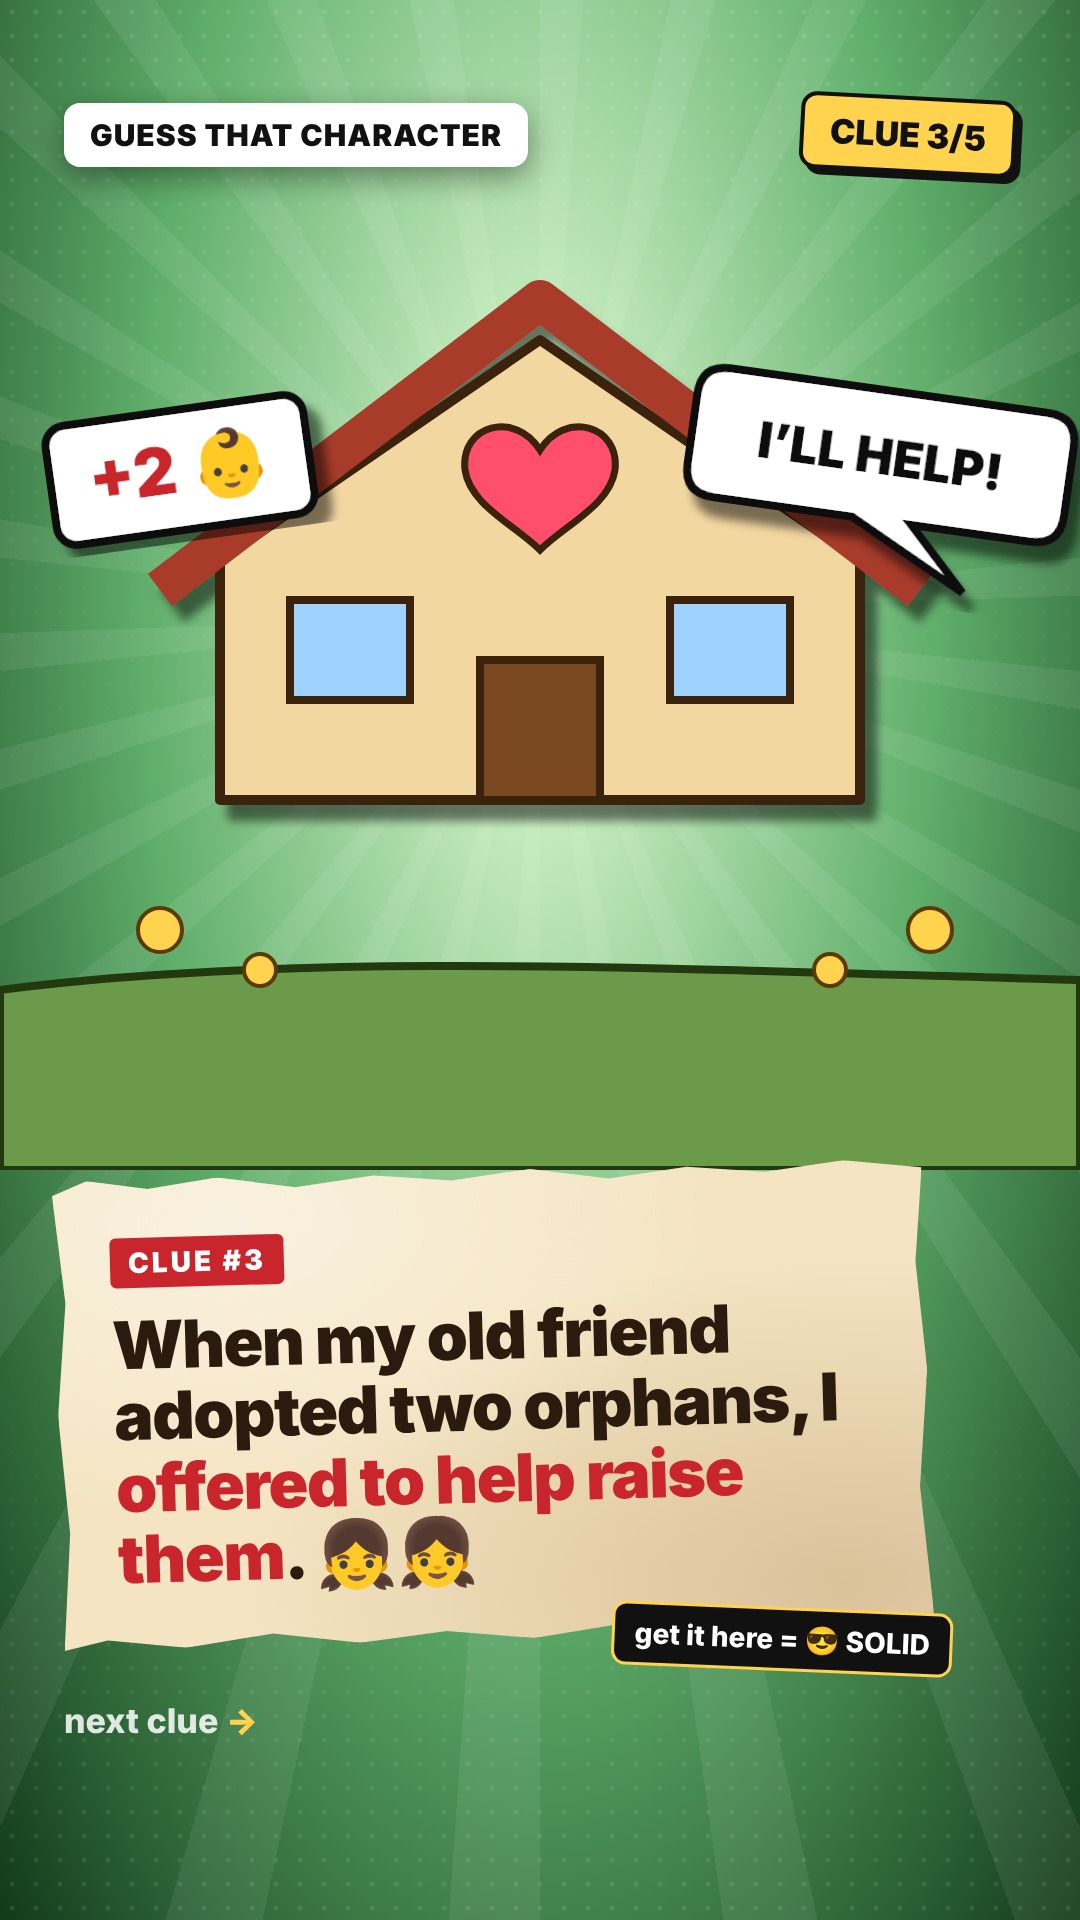 GUESS THAT CHARACTER
CLUE 3/5
+2 👶
I’LL HELP!
CLUE #3
When my old friend
adopted two orphans, I
offered to help raise
them. 👧👧
get it here = 😎 SOLID
next clue →